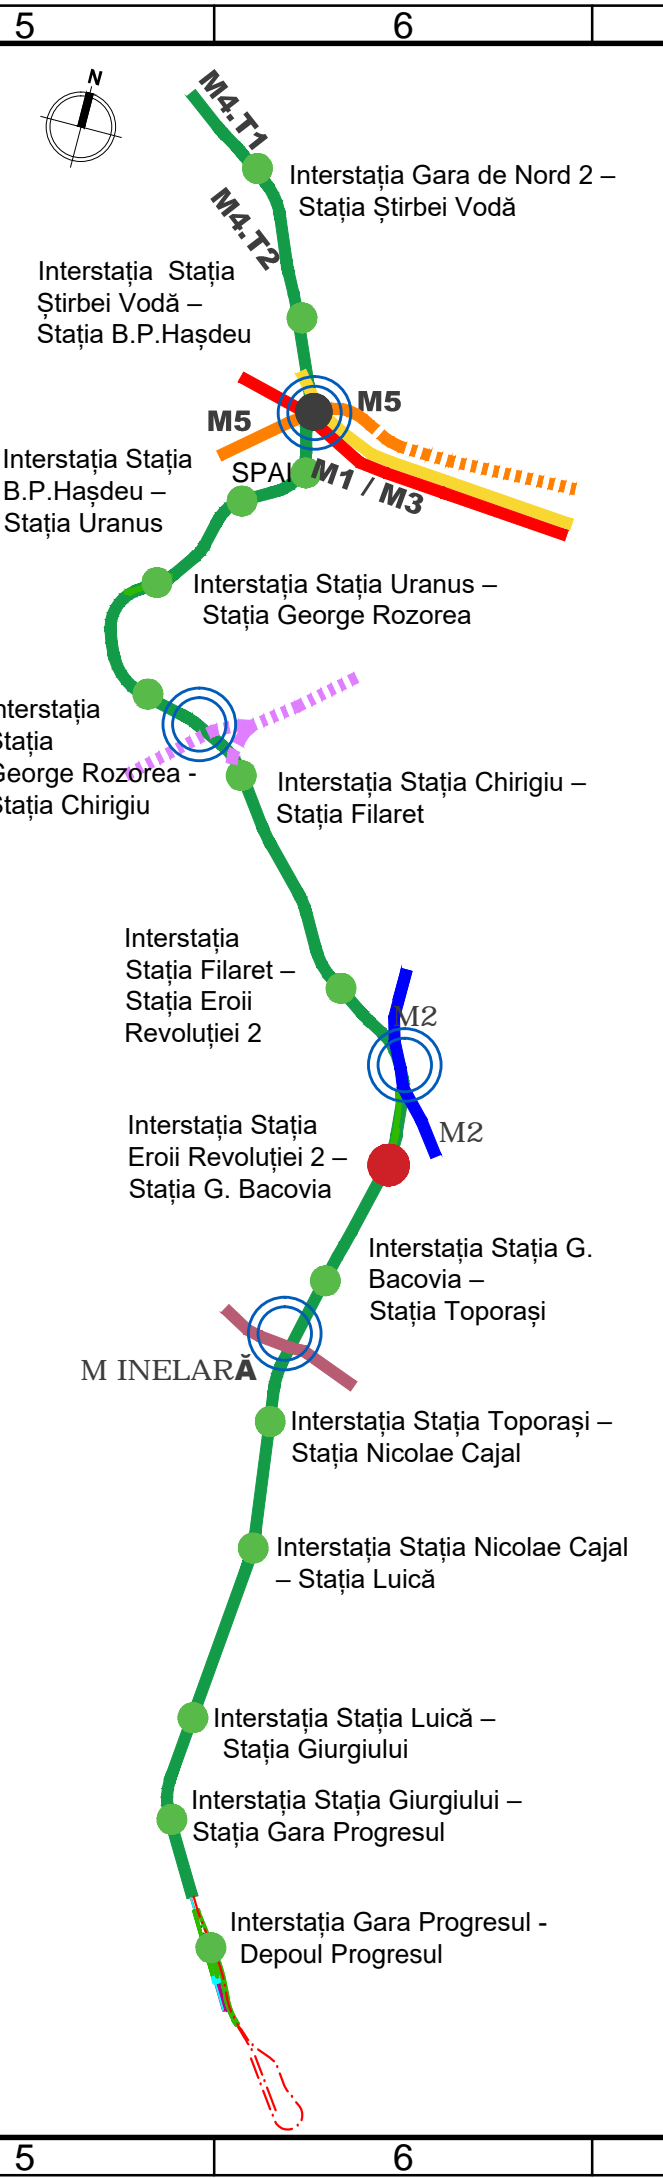 5
6
N
M4.T1
Interstația Gara de Nord 2 –
Stația Știrbei Vodă
M4.T2
Interstația Stația
Știrbei Vodă –
Stația B.P.Hașdeu
M5
M5
Interstația Stația
B.P.Hașdeu –
Stația Uranus
SPAI
M1 / M3
Interstația Stația Uranus –
Stația George Rozorea
nterstația
Stația
George Rozorea -
Stația Chirigiu
Interstația Stația Chirigiu –
Stația Filaret
Interstația
Stația Filaret –
Stația Eroii
Revoluției 2
M2
M2
Interstația Stația
Eroii Revoluției 2 –
Stația G. Bacovia
Interstația Stația G.
Bacovia –
Stația Toporași
M INELARĂ
Interstația Stația Toporași –
Stația Nicolae Cajal
Interstația Stația Nicolae Cajal
– Stația Luică
Interstația Stația Luică –
Stația Giurgiului
Interstația Stația Giurgiului –
Stația Gara Progresul
Interstația Gara Progresul -
Depoul Progresul
5
6